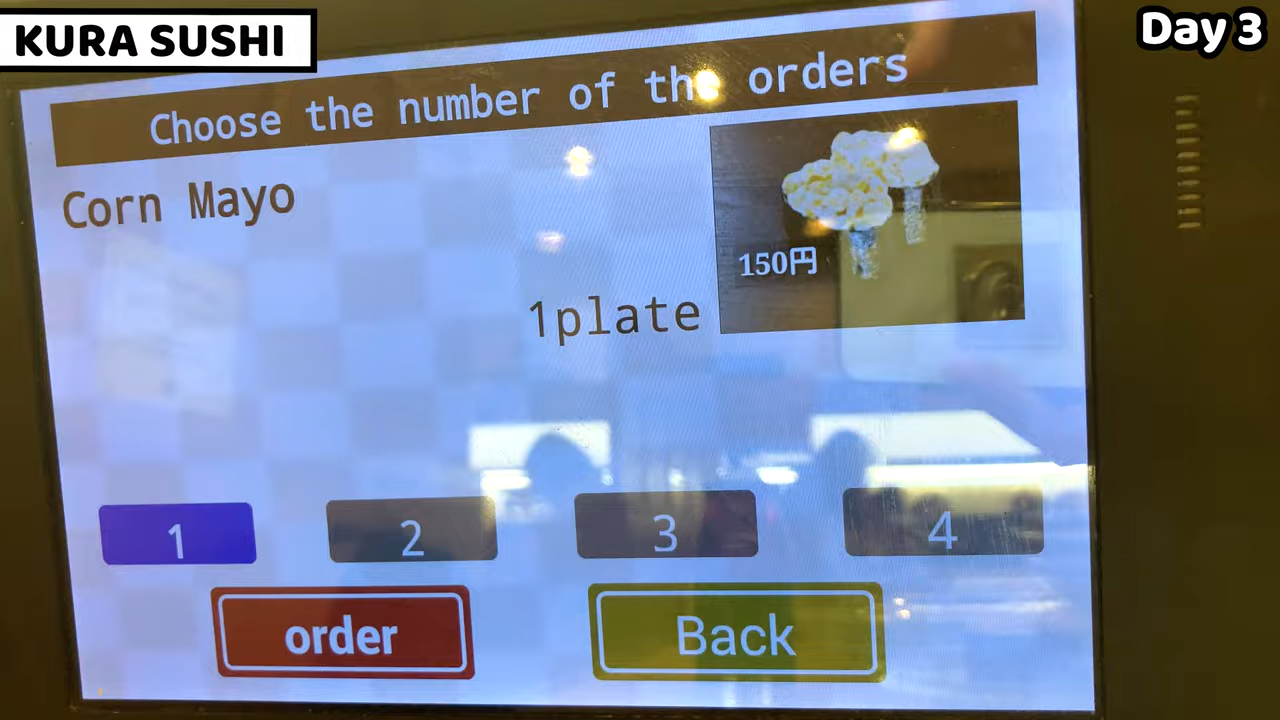 KURA SUSHI
Day 3
Choose the number of the orders
Corn Mayo
150円
1plate
1
2
3
4
order
Back